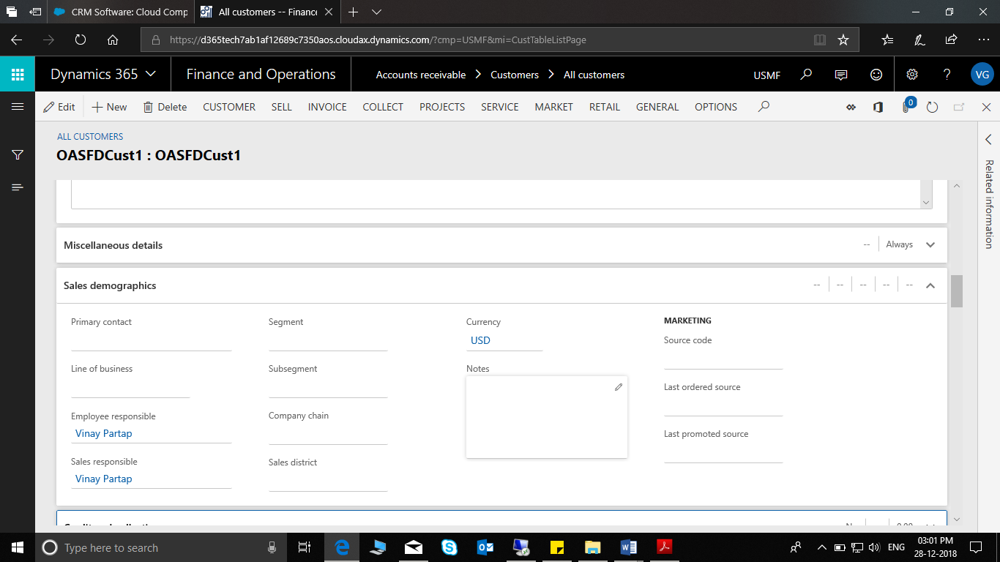 CRM Software: Cloud Comp
All customers -- Finance
https://d365tech7ab1af12689c7350aos.cloudax.dynamics.com/?cmp=USMF&mi=CustTableListPage
Dynamics 365 Finance and Operations Accounts receivable Customers All customers USMF ? VG
Edit New Delete CUSTOMER SELL INVOICE COLLECT PROJECTS SERVICE MARKET RETAIL GENERAL OPTIONS 0
ALL CUSTOMERS
OASFDCust1 : OASFDCust1
Related information
Miscellaneous details -- Always
Sales demographics -- -- -- -- --
Primary contact
Line of business
Employee responsible
Vinay Partap
Sales responsible
Vinay Partap
Segment
Subsegment
Company chain
Sales district
Currency
USD
Notes
MARKETING
Source code
Last ordered source
Last promoted source
Type here to search
ENG
03:01 PM
28-12-2018